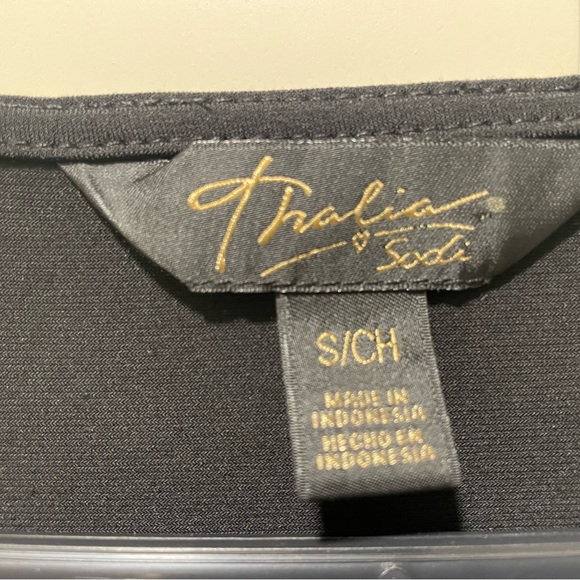 Thalia
Sodi
S/CH
MADE IN
INDONESIA
HECHO EN
INDONESIA